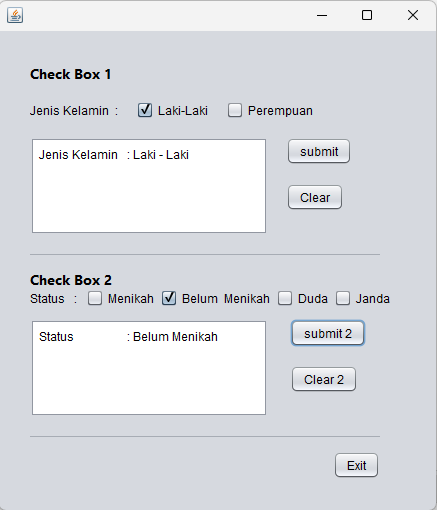 Check Box 1
Jenis Kelamin : Laki-Laki Perempuan
Jenis Kelamin : Laki - Laki
submit
Clear
Check Box 2
Status : Menikah Belum Menikah Duda Janda
Status : Belum Menikah
submit 2
Clear 2
Exit